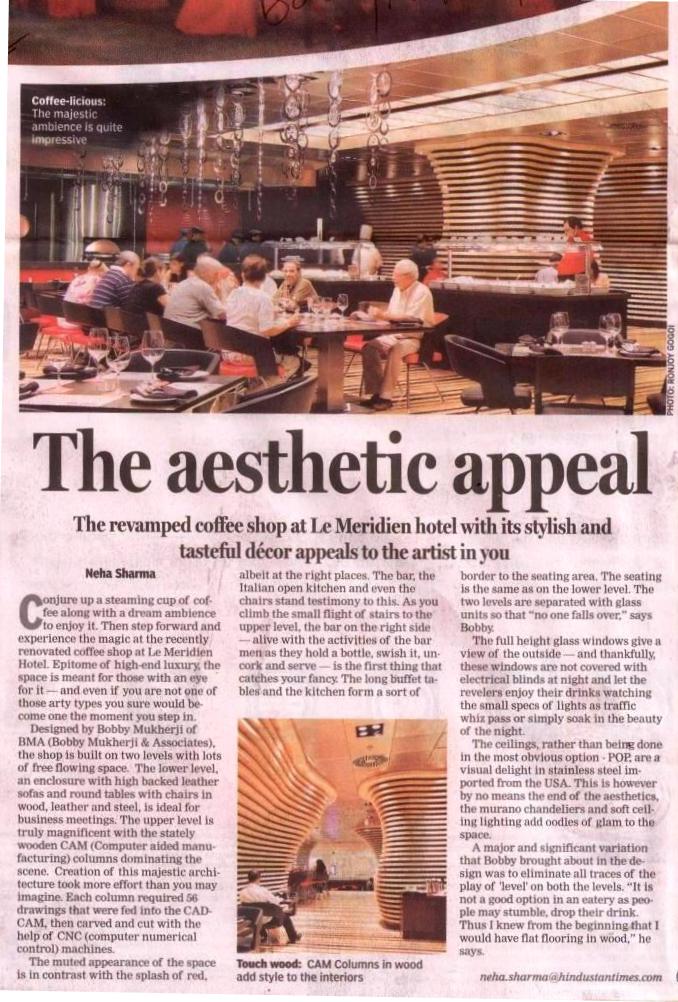 Coffee-licious:
The majestic
ambience is quite
impressive
PHOTO: RONJOY GOGOI
The aesthetic appeal
The revamped coffee shop at Le Meridien hotel with its stylish and
tasteful décor appeals to the artist in you
Neha Sharma
Conjure up a steaming cup of cof-
fee along with a dream ambience
to enjoy it. Then step forward and
experience the magic at the recently
renovated coffee shop at Le Meridien
Hotel. Epitome of high-end luxury, the
space is meant for those with an eye
for it — and even if you are not one of
those arty types you sure would be-
come one the moment you step in.
Designed by Bobby Mukherji of
BMA (Bobby Mukherji & Associates),
the shop is built on two levels with lots
of free flowing space. The lower level,
an enclosure with high backed leather
sofas and round tables with chairs in
wood, leather and steel, is ideal for
business meetings. The upper level is
truly magnificent with the stately
wooden CAM (Computer aided manu-
facturing) columns dominating the
scene. Creation of this majestic archi-
tecture took more effort than you may
imagine. Each column required 56
drawings that were fed into the CAD-
CAM, then carved and cut with the
help of CNC (computer numerical
control) machines.
The muted appearance of the space
is in contrast with the splash of red,
albeit at the right places. The bar, the
Italian open kitchen and even the
chairs stand testimony to this. As you
climb the small flight of stairs to the
upper level, the bar on the right side
— alive with the activities of the bar
men as they hold a bottle, swish it, un-
cork and serve — is the first thing that
catches your fancy. The long buffet ta-
bles and the kitchen form a sort of
Touch wood: CAM Columns in wood
add style to the interiors
border to the seating area. The seating
is the same as on the lower level. The
two levels are separated with glass
units so that "no one falls over," says
Bobby.
The full height glass windows give a
view of the outside — and thankfully,
these windows are not covered with
electrical blinds at night and let the
revelers enjoy their drinks watching
the small specs of lights as traffic
whiz pass or simply soak in the beauty
of the night.
The ceilings, rather than being done
in the most obvious option - POP, are a
visual delight in stainless steel im-
ported from the USA. This is however
by no means the end of the aesthetics,
the murano chandeliers and soft ceil-
ing lighting add oodles of glam to the
space.
A major and significant variation
that Bobby brought about in the de-
sign was to eliminate all traces of the
play of 'level' on both the levels. "It is
not a good option in an eatery as peo-
ple may stumble, drop their drink.
Thus I knew from the beginning that I
would have flat flooring in wood," he
says.
neha.sharma@hindustantimes.com